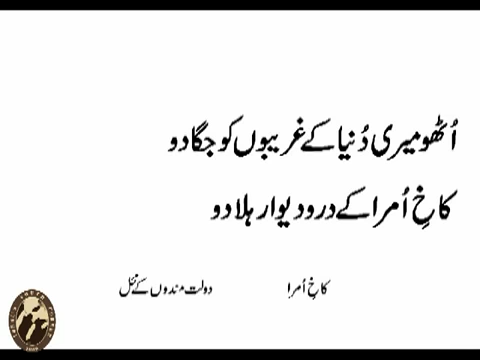 اُٹھو میری دُنیا کے غریبوں کو جگا دو
کاخِ اُمرا کے در و دیوار ہلا دو
کاخِ اُمرا دولت مندوں کے محل